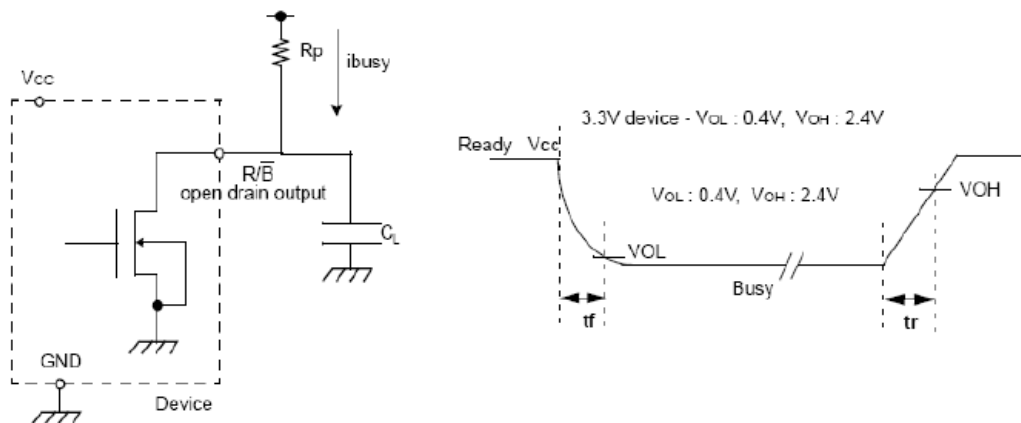 Rp
ibusy
Vcc
R/B̅
open drain output
CL
GND
Device
3.3V device - VOL : 0.4V, VOH : 2.4V
Ready Vcc
VOL : 0.4V, VOH : 2.4V
VOH
VOL
Busy
tf
tr